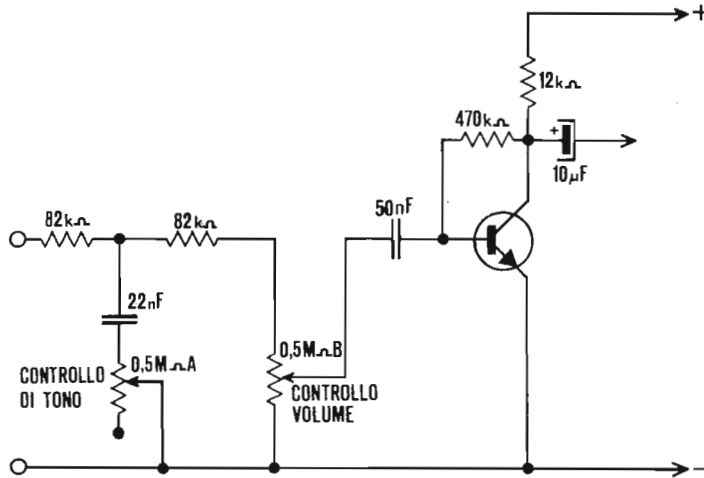 +
12kΩ
470kΩ
+
10μF
50nF
82kΩ
82kΩ
22nF
0,5MΩA
CONTROLLO
DI TONO
0,5MΩB
CONTROLLO
VOLUME
−